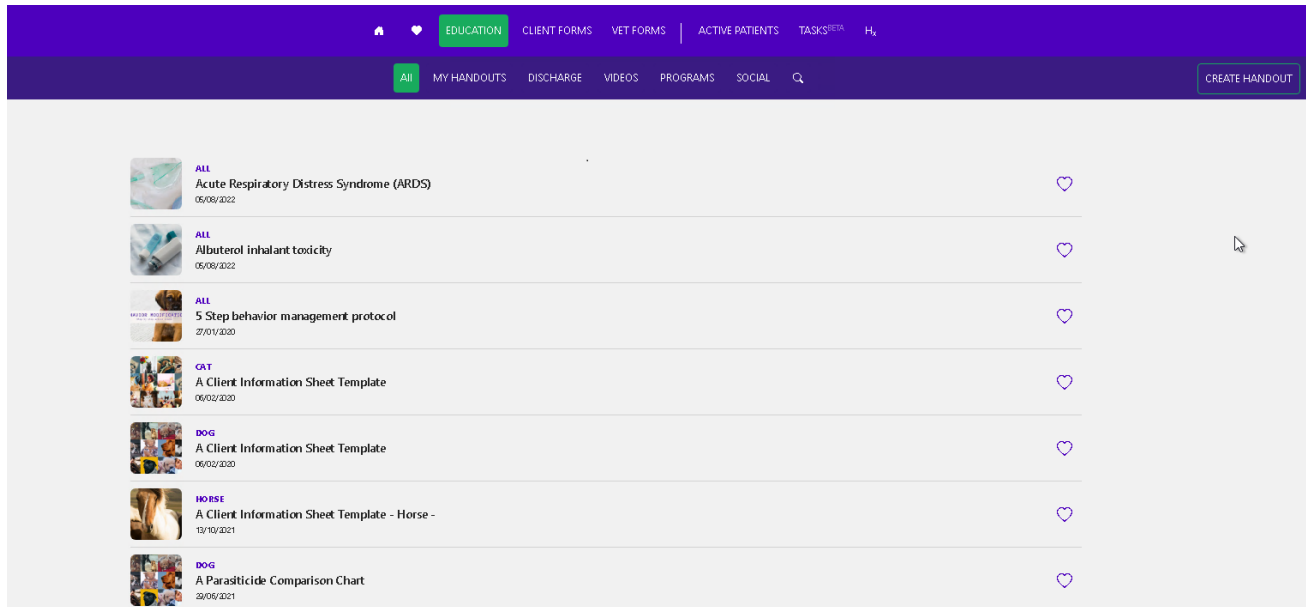 EDUCATION CLIENT FORMS VET FORMS ACTIVE PATIENTS TASKSBETA Hx
All MY HANDOUTS DISCHARGE VIDEOS PROGRAMS SOCIAL CREATE HANDOUT
ALL
Acute Respiratory Distress Syndrome (ARDS)
05/08/2022
ALL
Albuterol inhalant toxicity
05/08/2022
ALL
5 Step behavior management protocol
27/01/2020
CAT
A Client Information Sheet Template
06/02/2020
DOG
A Client Information Sheet Template
06/02/2020
HORSE
A Client Information Sheet Template - Horse -
13/10/2021
DOG
A Parasiticide Comparison Chart
29/06/2021